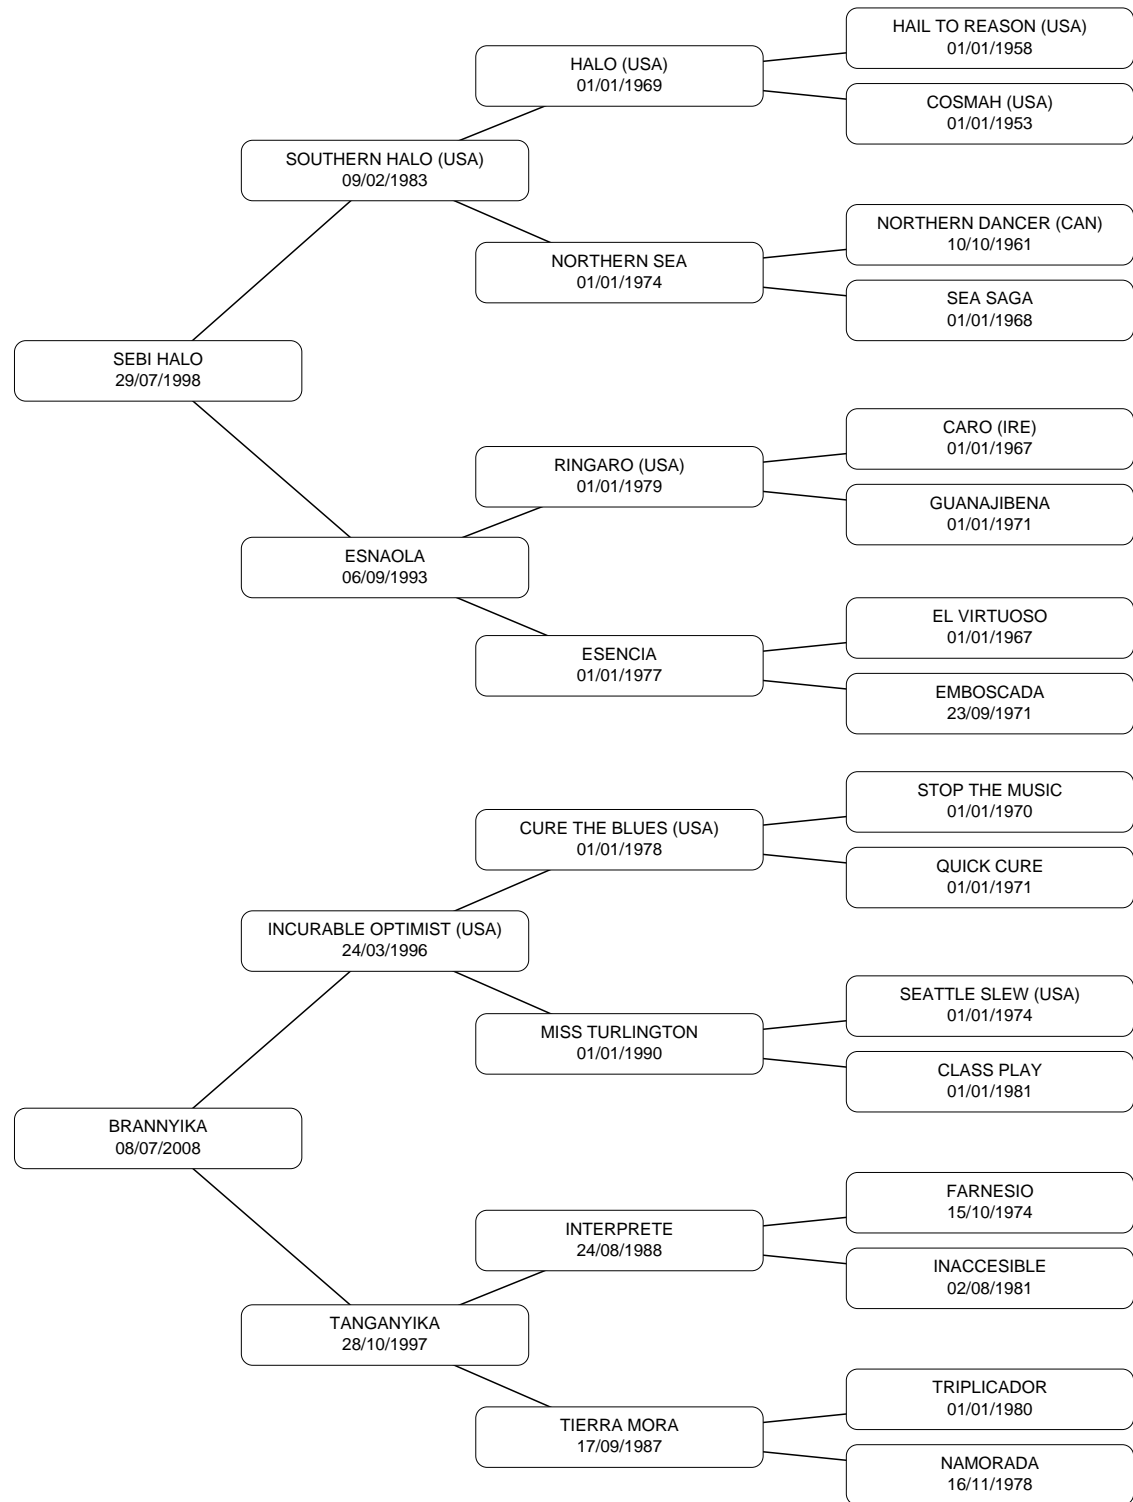 HAIL TO REASON (USA)
01/01/1958
HALO (USA)
01/01/1969
COSMAH (USA)
01/01/1953
SOUTHERN HALO (USA)
09/02/1983
NORTHERN DANCER (CAN)
10/10/1961
NORTHERN SEA
01/01/1974
SEA SAGA
01/01/1968
SEBI HALO
29/07/1998
CARO (IRE)
01/01/1967
RINGARO (USA)
01/01/1979
GUANAJIBENA
01/01/1971
ESNAOLA
06/09/1993
EL VIRTUOSO
01/01/1967
ESENCIA
01/01/1977
EMBOSCADA
23/09/1971
STOP THE MUSIC
01/01/1970
CURE THE BLUES (USA)
01/01/1978
QUICK CURE
01/01/1971
INCURABLE OPTIMIST (USA)
24/03/1996
SEATTLE SLEW (USA)
01/01/1974
MISS TURLINGTON
01/01/1990
CLASS PLAY
01/01/1981
BRANNYIKA
08/07/2008
FARNESIO
15/10/1974
INTERPRETE
24/08/1988
INACCESIBLE
02/08/1981
TANGANYIKA
28/10/1997
TRIPLICADOR
01/01/1980
TIERRA MORA
17/09/1987
NAMORADA
16/11/1978